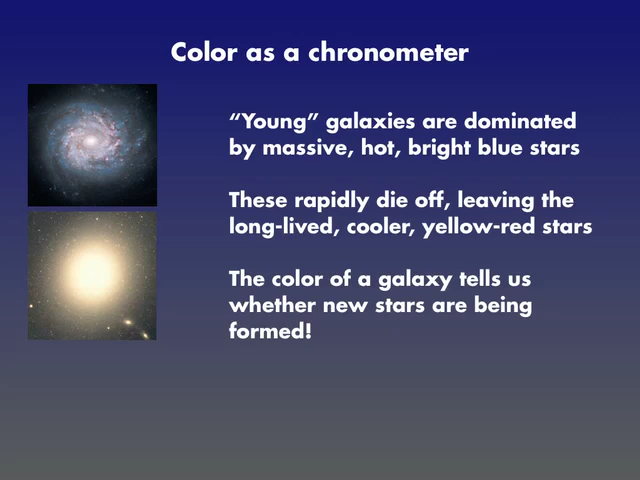 Color as a chronometer
“Young” galaxies are dominated
by massive, hot, bright blue stars
These rapidly die off, leaving the
long-lived, cooler, yellow-red stars
The color of a galaxy tells us
whether new stars are being
formed!